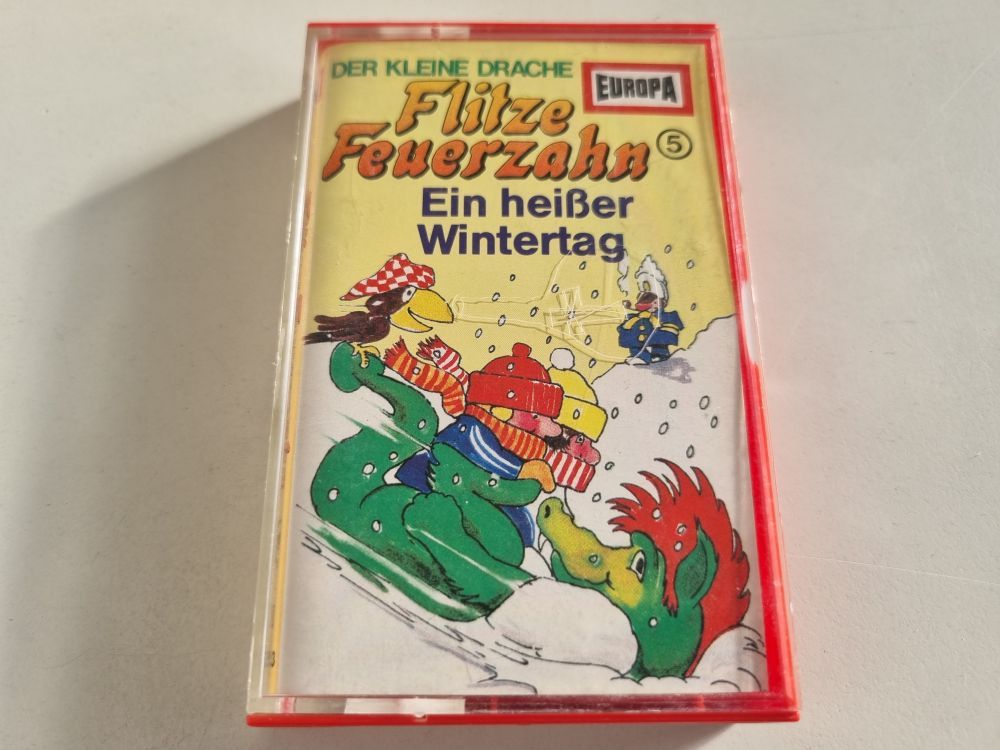 DER KLEINE DRACHE
EUROPA
Flitze
Feuerzahn
5
Ein heißer
Wintertag